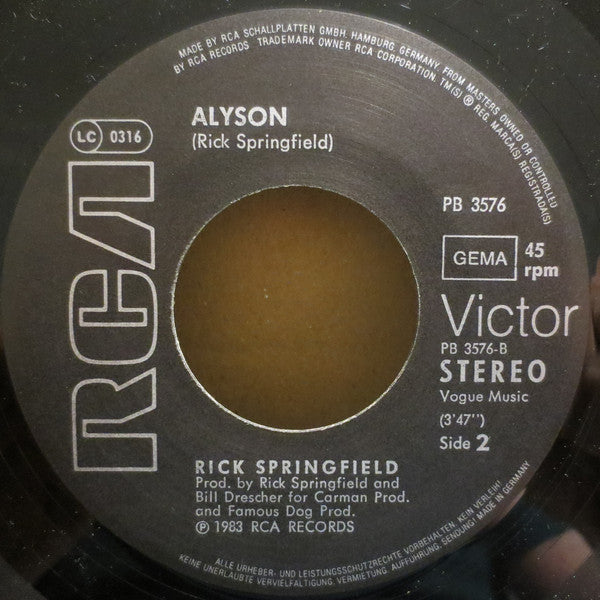 MADE BY RCA SCHALLPLATTEN GMBH, HAMBURG, GERMANY, FROM MASTERS OWNED OR CONTROLLED
BY RCA RECORDS TRADEMARK OWNER RCA CORPORATION, TM(S) ® REG. MARCA(S) REGISTRADA(S)
ALYSON
(Rick Springfield)
LC 0316
RCA
PB 3576
GEMA
45
rpm
Victor
PB 3576-B
STEREO
Vogue Music
(3'47'')
Side 2
RICK SPRINGFIELD
Prod. by Rick Springfield and
Bill Drescher for Carman Prod.
and Famous Dog Prod.
℗ 1983 RCA RECORDS
ALLE URHEBER- UND LEISTUNGSSCHUTZRECHTE VORBEHALTEN. KEIN VERLEIH!
KEINE UNERLAUBTE VERVIELFÄLTIGUNG, VERMIETUNG, AUFFÜHRUNG, SENDUNG! MADE IN GERMANY